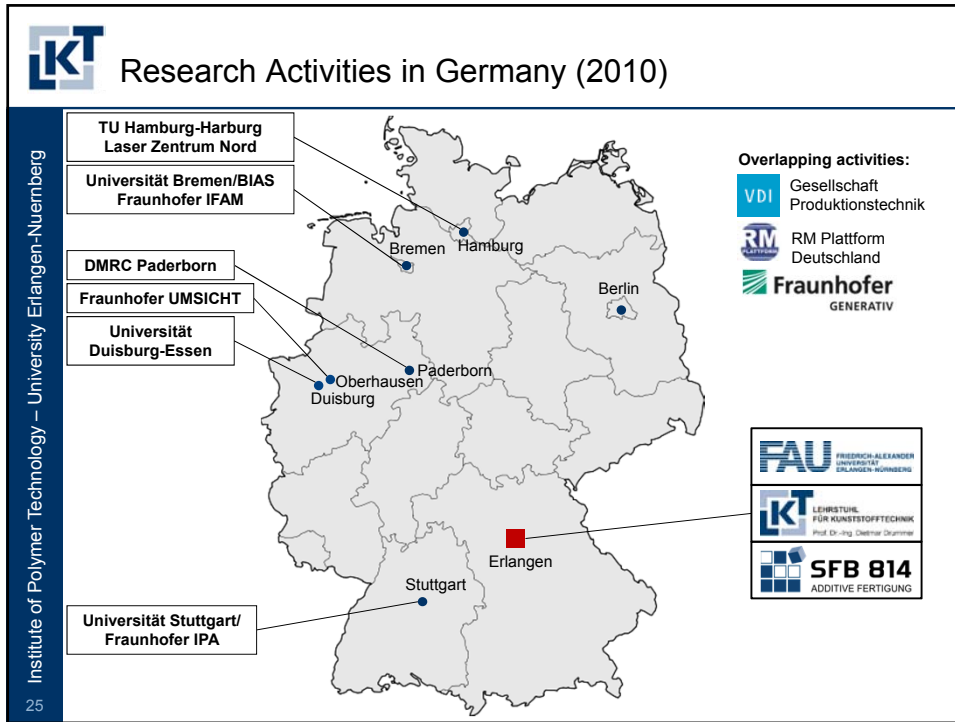 LKT
Research Activities in Germany (2010)
Institute of Polymer Technology – University Erlangen-Nuernberg
25
TU Hamburg-Harburg
Laser Zentrum Nord
Universität Bremen/BIAS
Fraunhofer IFAM
DMRC Paderborn
Fraunhofer UMSICHT
Universität
Duisburg-Essen
Universität Stuttgart/
Fraunhofer IPA
Bremen
Hamburg
Berlin
Paderborn
Oberhausen
Duisburg
Erlangen
Stuttgart
Overlapping activities:
VDI
Gesellschaft
Produktionstechnik
RM
PLATTFORM
RM Plattform
Deutschland
Fraunhofer
GENERATIV
FAU
FRIEDRICH-ALEXANDER
UNIVERSITÄT
ERLANGEN-NÜRNBERG
LKT
LEHRSTUHL
FÜR KUNSTSTOFFTECHNIK
Prof. Dr.-Ing. Dietmar Drummer
SFB 814
ADDITIVE FERTIGUNG